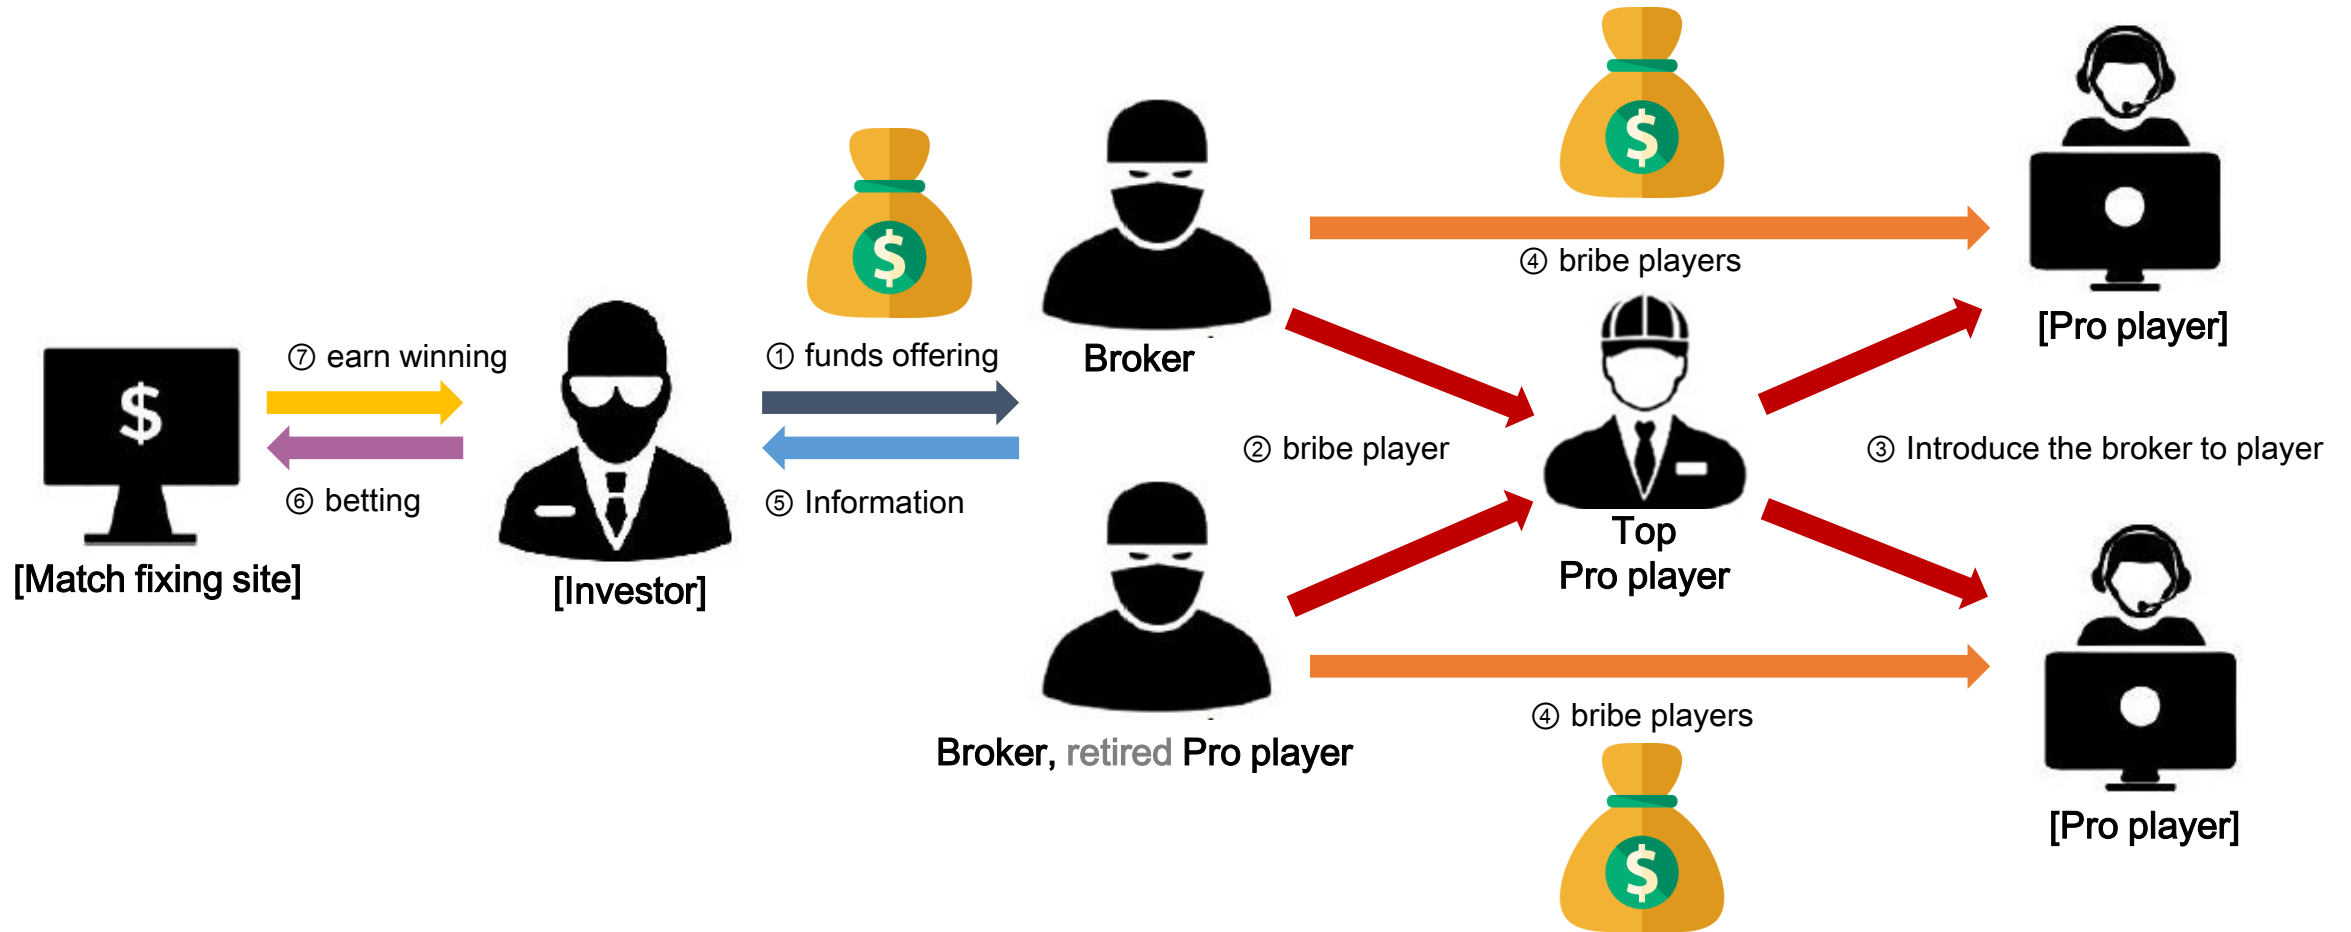 $
④ bribe players
[Pro player]
$
Broker
⑦ earn winning
① funds offering
$
② bribe player
③ Introduce the broker to player
⑥ betting
⑤ Information
Top
Pro player
[Match fixing site]
[Investor]
④ bribe players
Broker, retired Pro player
[Pro player]
$